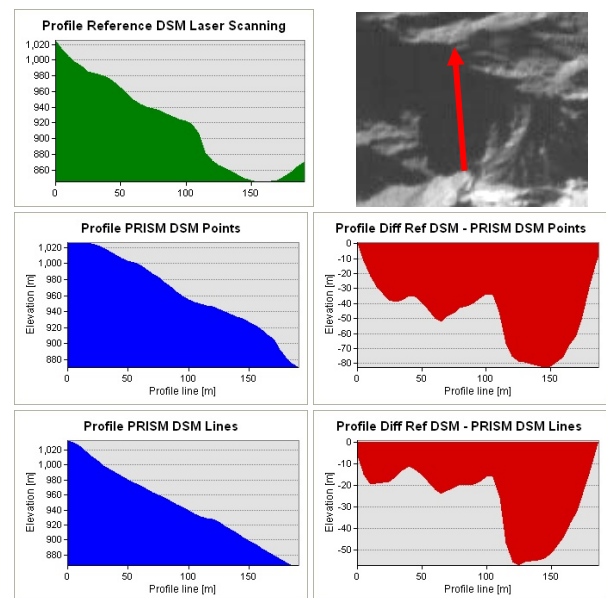 Profile Reference DSM Laser Scanning
1,020
1,000
980
960
940
920
900
880
860
0 50 100 150
Profile PRISM DSM Points
1,020
1,000
980
960
940
920
900
880
Elevation [m]
0 50 100 150
Profile line [m]
Profile Diff Ref DSM - PRISM DSM Points
0
-10
-20
-30
-40
-50
-60
-70
-80
Elevation [m]
0 50 100 150
Profile line [m]
Profile PRISM DSM Lines
1,020
1,000
980
960
940
920
900
880
Elevation [m]
0 50 100 150
Profile line [m]
Profile Diff Ref DSM - PRISM DSM Lines
0
-10
-20
-30
-40
-50
Elevation [m]
0 50 100 150
Profile line [m]